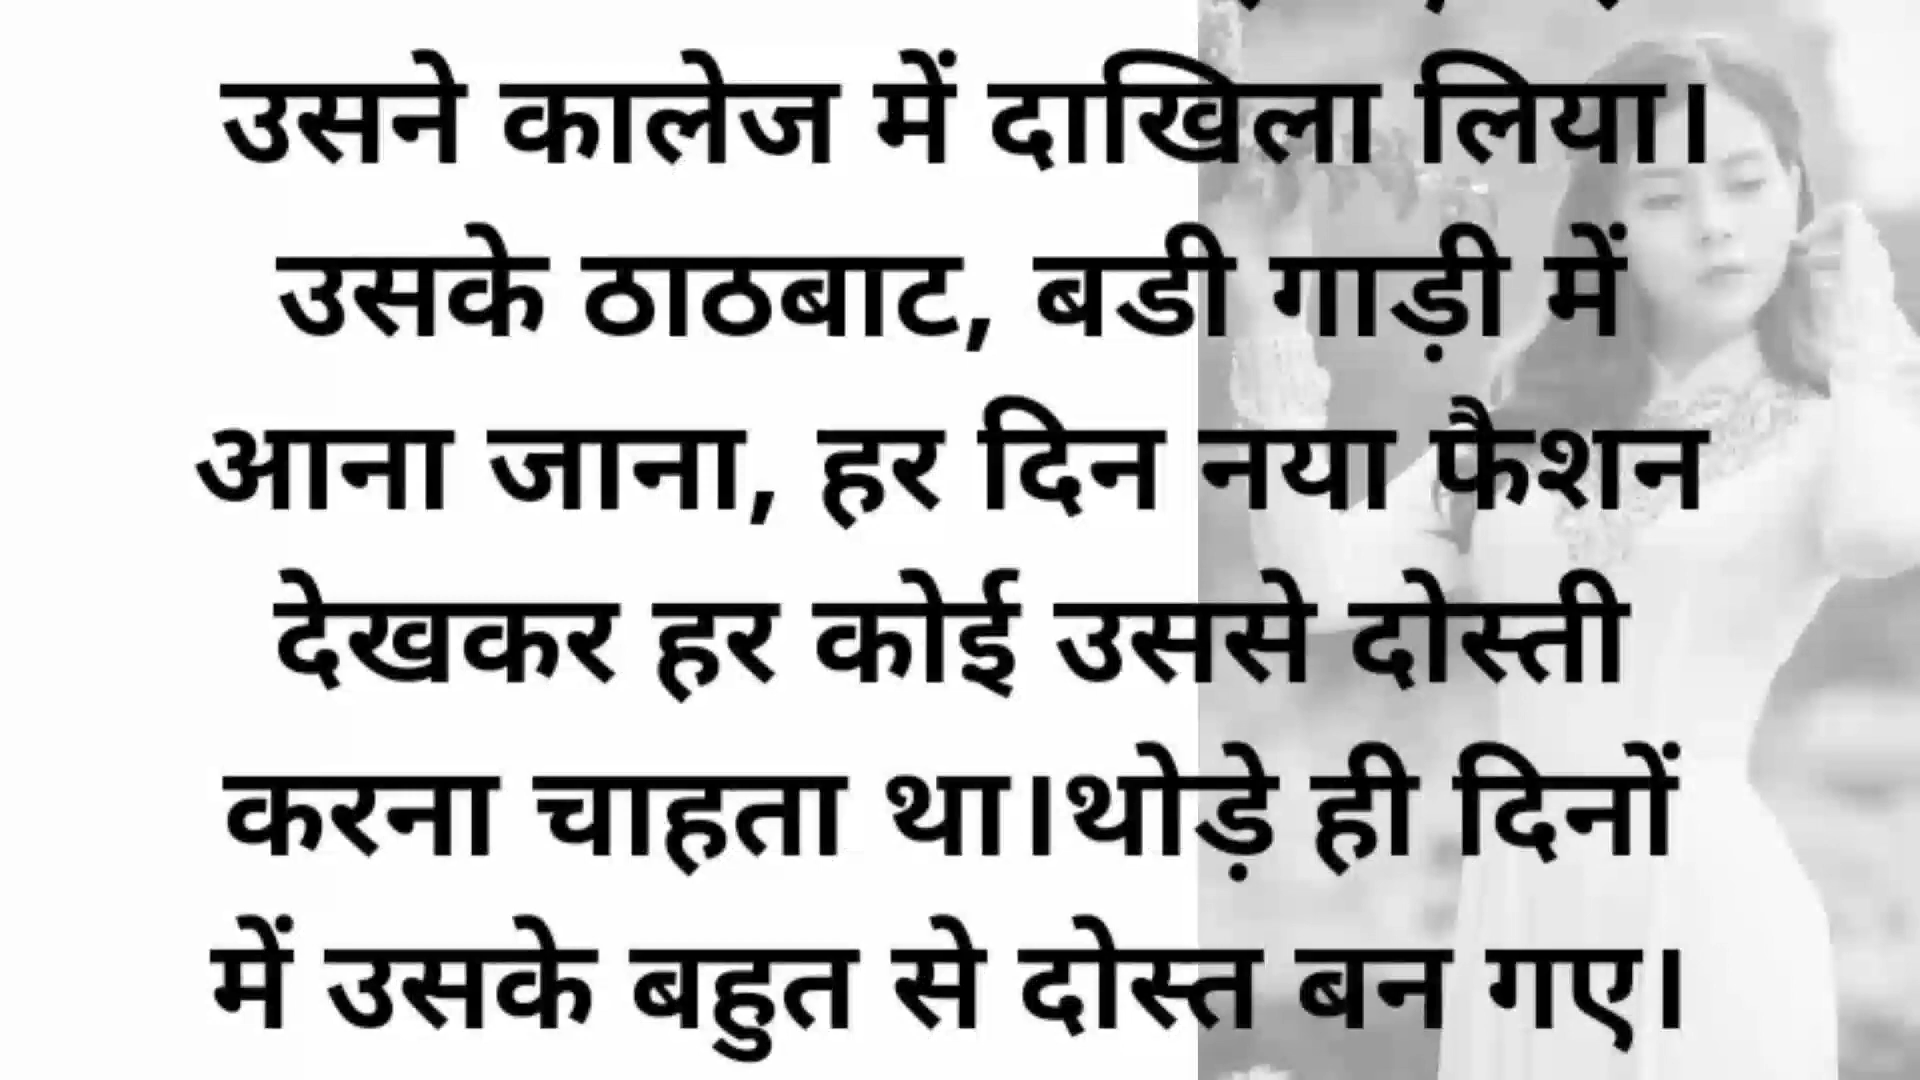 उसने कालेज में दाखिला लिया।
उसके ठाठबाट, बडी गाड़ी में
आना जाना, हर दिन नया फैशन
देखकर हर कोई उससे दोस्ती
करना चाहता था।थोड़े ही दिनों
में उसके बहुत से दोस्त बन गए।